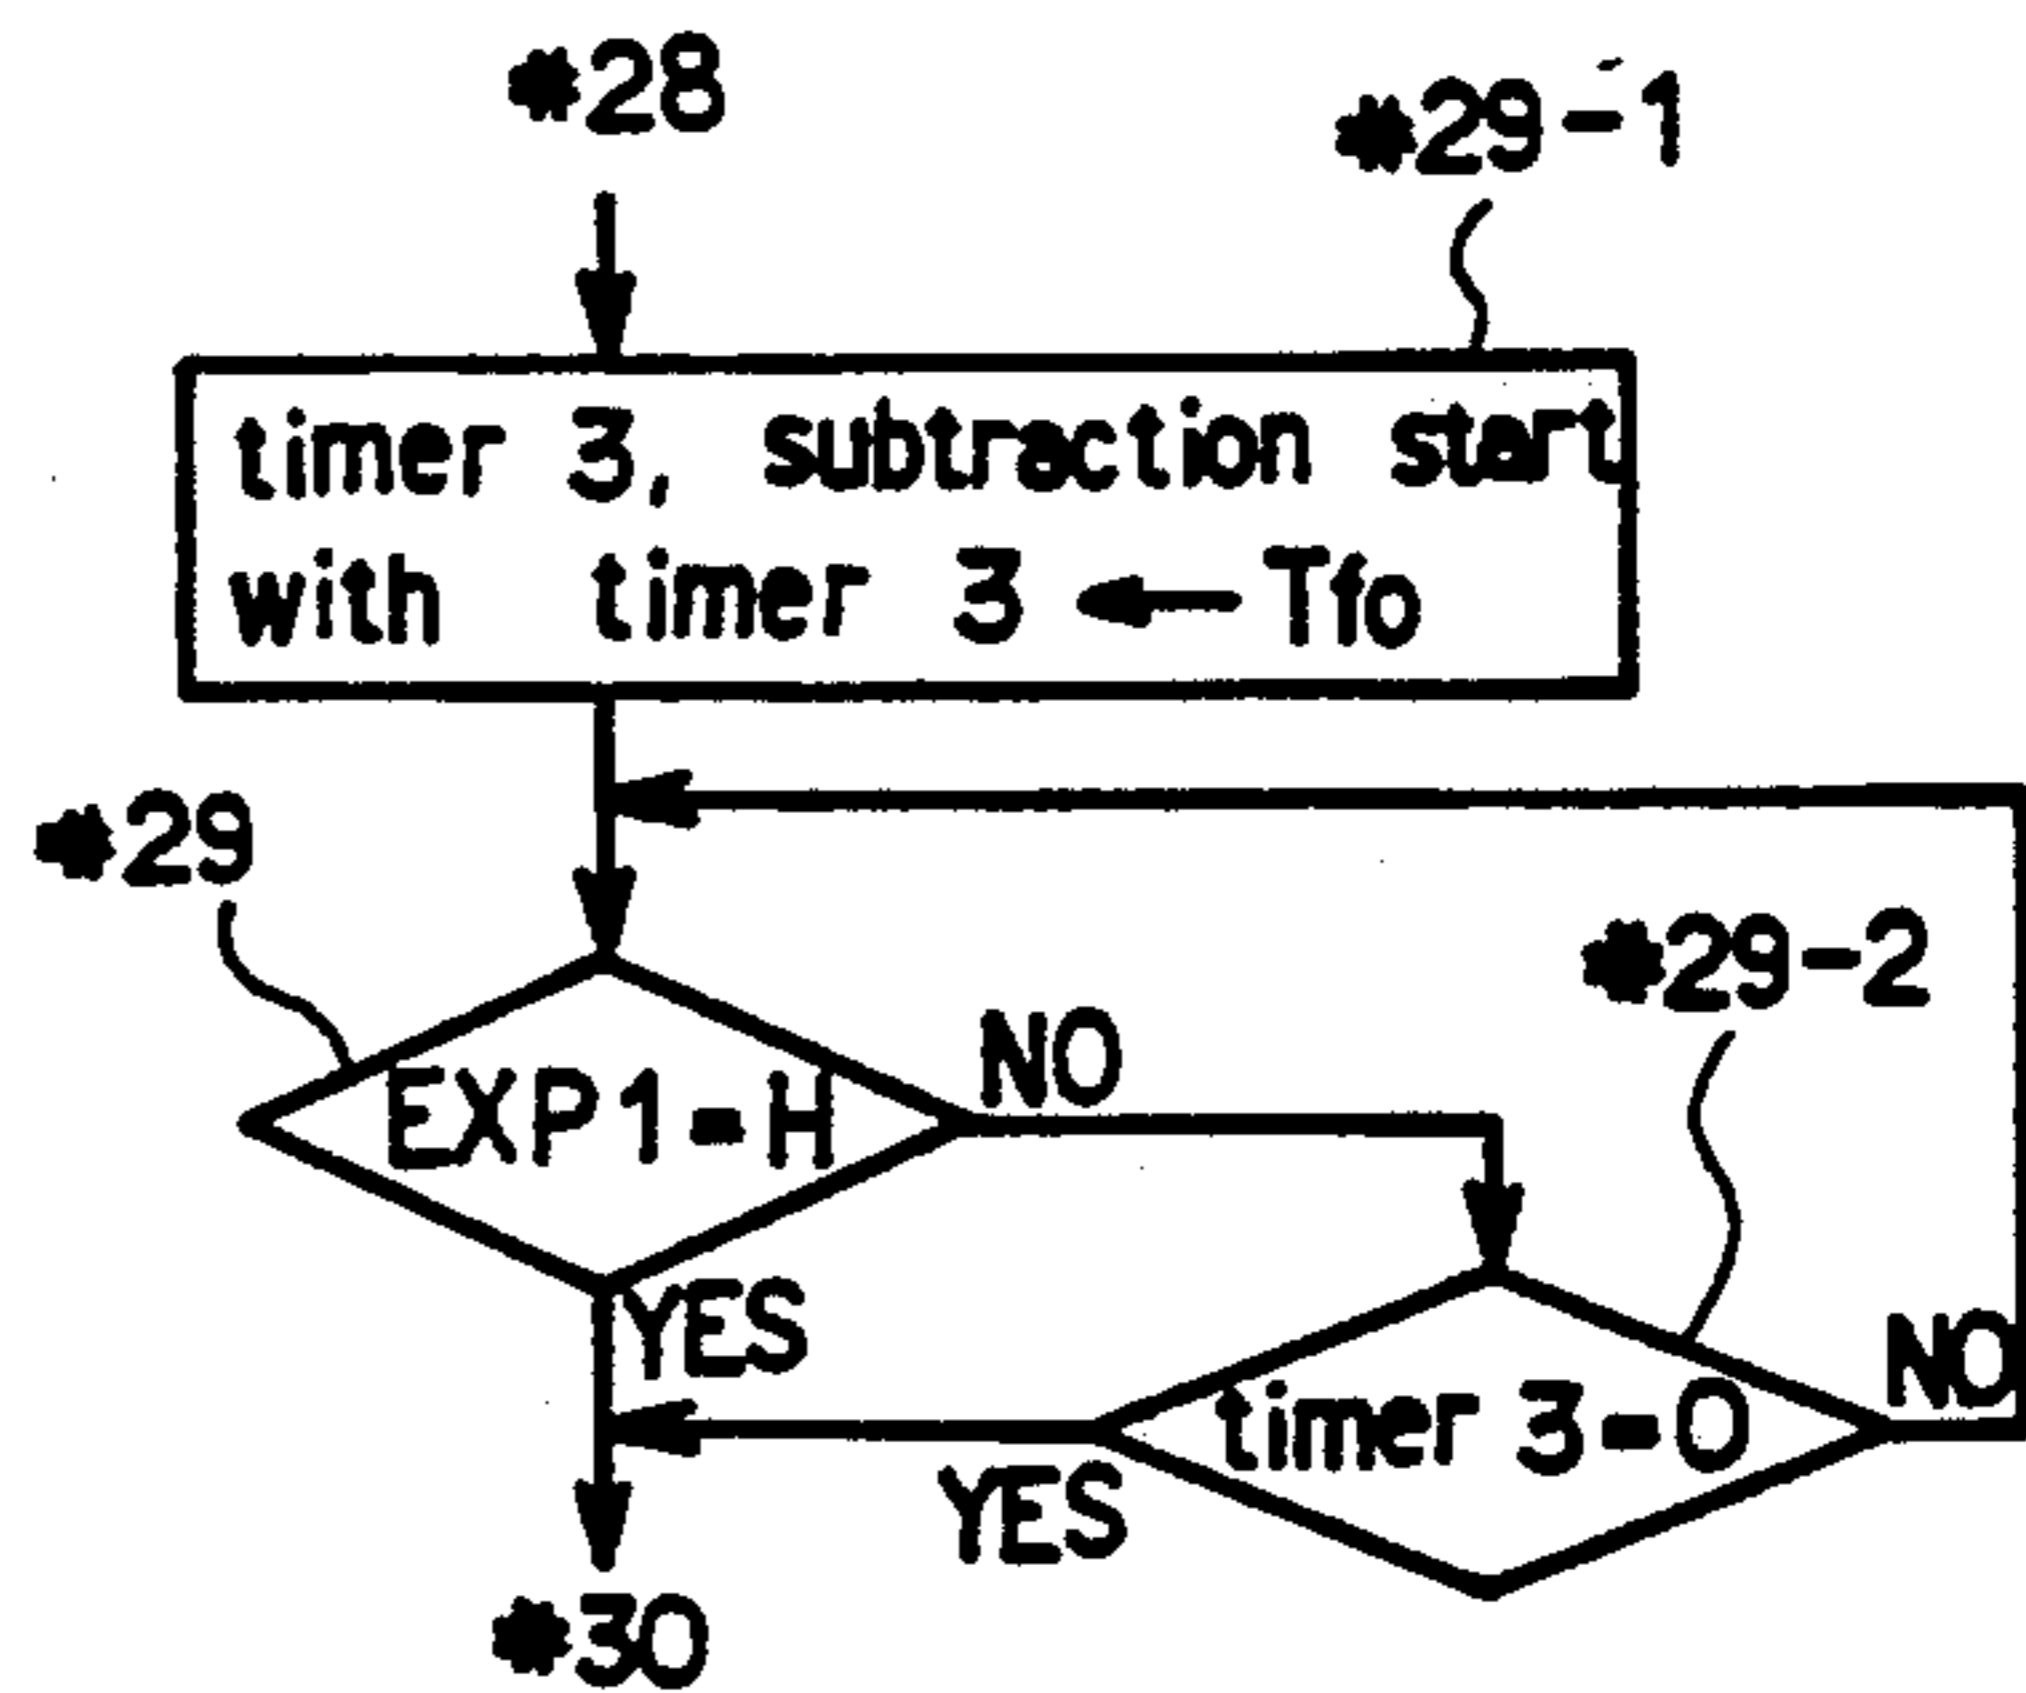 *28
*29-1
timer 3, subtraction start
with timer 3 ← Tfo
*29
*29-2
NO
EXP1-H
YES
NO
timer 3-0
YES
*30